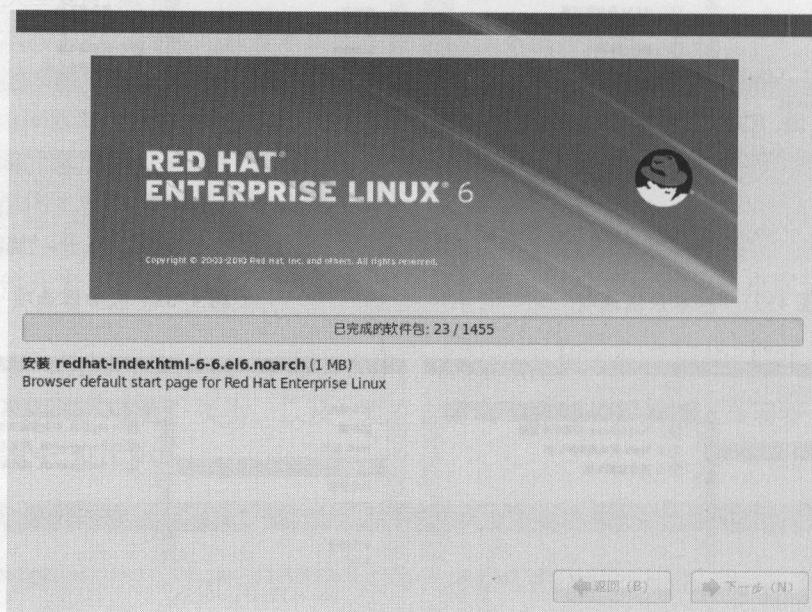 RED HAT®
ENTERPRISE LINUX® 6
Copyright © 2003-2010 Red Hat, Inc. and others. All rights reserved.
已完成的软件包: 23 / 1455
安装 redhat-indexhtml-6-6.el6.noarch (1 MB)
Browser default start page for Red Hat Enterprise Linux
返回 (B)
下一步 (N)